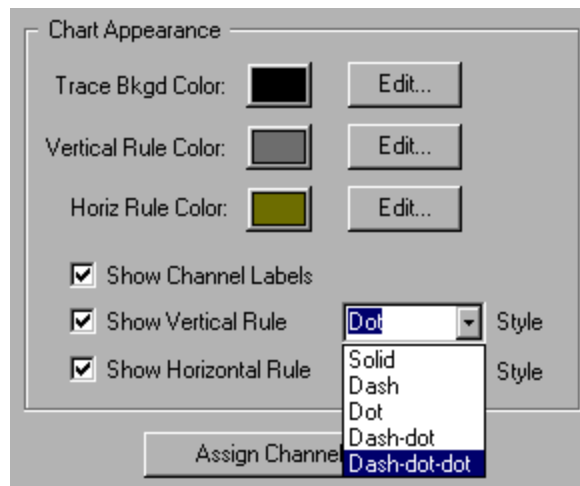 Chart Appearance
Trace Bkgd Color: Edit...
Vertical Rule Color: Edit...
Horiz Rule Color: Edit...
Show Channel Labels
Show Vertical Rule Dot Style
Show Horizontal Rule Style
Solid
Dash
Dot
Dash-dot
Dash-dot-dot
Assign Channel